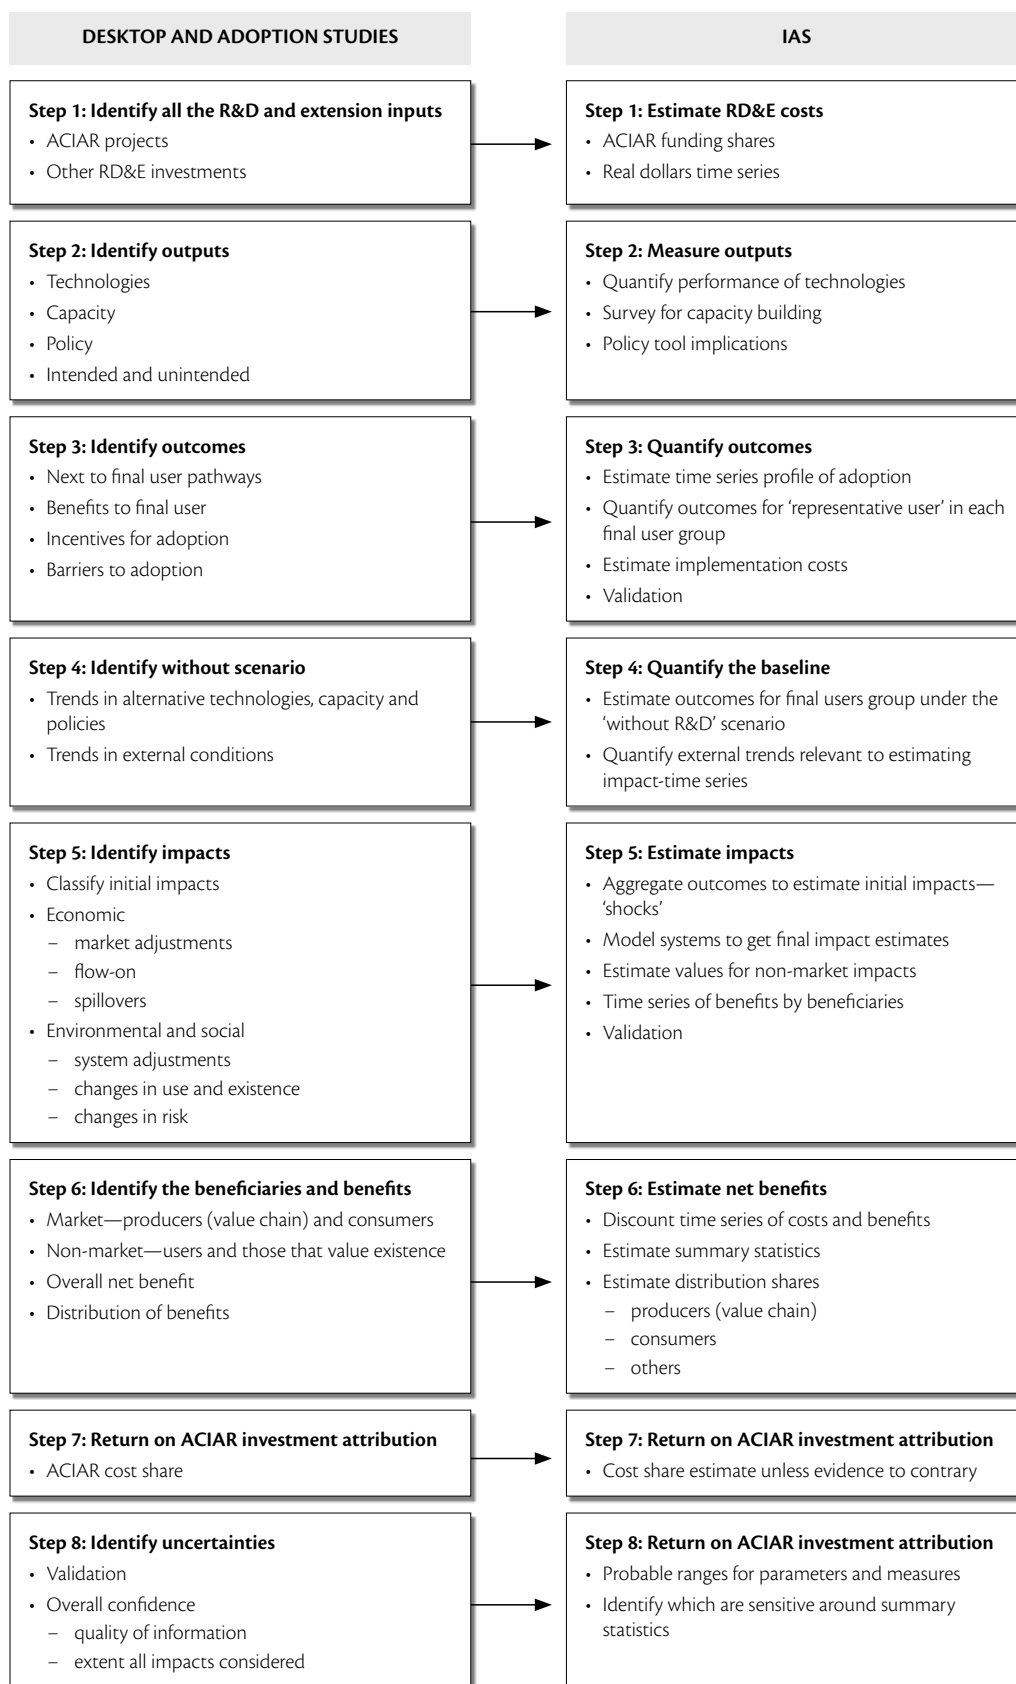 DESKTOP AND ADOPTION STUDIES
IAS
Step 1: Identify all the R&D and extension inputs
• ACIAR projects
• Other RD&E investments
Step 1: Estimate RD&E costs
• ACIAR funding shares
• Real dollars time series
Step 2: Identify outputs
• Technologies
• Capacity
• Policy
• Intended and unintended
Step 2: Measure outputs
• Quantify performance of technologies
• Survey for capacity building
• Policy tool implications
Step 3: Identify outcomes
• Next to final user pathways
• Benefits to final user
• Incentives for adoption
• Barriers to adoption
Step 3: Quantify outcomes
• Estimate time series profile of adoption
• Quantify outcomes for ‘representative user’ in each
final user group
• Estimate implementation costs
• Validation
Step 4: Identify without scenario
• Trends in alternative technologies, capacity and
policies
• Trends in external conditions
Step 4: Quantify the baseline
• Estimate outcomes for final users group under the
‘without R&D’ scenario
• Quantify external trends relevant to estimating
impact-time series
Step 5: Identify impacts
• Classify initial impacts
• Economic
– market adjustments
– flow-on
– spillovers
• Environmental and social
– system adjustments
– changes in use and existence
– changes in risk
Step 5: Estimate impacts
• Aggregate outcomes to estimate initial impacts—
‘shocks’
• Model systems to get final impact estimates
• Estimate values for non-market impacts
• Time series of benefits by beneficiaries
• Validation
Step 6: Identify the beneficiaries and benefits
• Market—producers (value chain) and consumers
• Non-market—users and those that value existence
• Overall net benefit
• Distribution of benefits
Step 6: Estimate net benefits
• Discount time series of costs and benefits
• Estimate summary statistics
• Estimate distribution shares
– producers (value chain)
– consumers
– others
Step 7: Return on ACIAR investment attribution
• ACIAR cost share
Step 7: Return on ACIAR investment attribution
• Cost share estimate unless evidence to contrary
Step 8: Identify uncertainties
• Validation
• Overall confidence
– quality of information
– extent all impacts considered
Step 8: Return on ACIAR investment attribution
• Probable ranges for parameters and measures
• Identify which are sensitive around summary
statistics